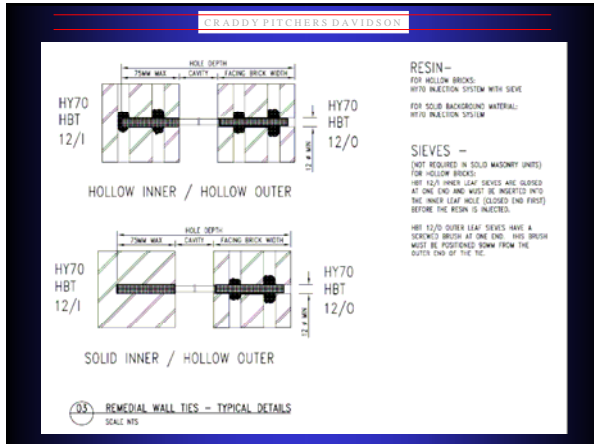 CRADDY PITCHERS DAVIDSON
HOLE DEPTH
75MM MAX CAVITY FACING BRICK WIDTH
HY70
HBT
12/I
HY70
HBT
12/O
12 ø MIN
HOLLOW INNER / HOLLOW OUTER
HOLE DEPTH
75MM MAX CAVITY FACING BRICK WIDTH
HY70
HBT
12/I
HY70
HBT
12/O
12 ø MIN
SOLID INNER / HOLLOW OUTER
03 REMEDIAL WALL TIES – TYPICAL DETAILS
SCALE NTS
RESIN–
FOR HOLLOW BRICKS:
HY70 INJECTION SYSTEM WITH SIEVE
FOR SOLID BACKGROUND MATERIAL:
HY70 INJECTION SYSTEM
SIEVES –
(NOT REQUIRED IN SOLID MASONRY UNITS)
FOR HOLLOW BRICKS:
HBT 12/I INNER LEAF SIEVES ARE CLOSED
AT ONE END AND MUST BE INSERTED INTO
THE INNER LEAF HOLE (CLOSED END FIRST)
BEFORE THE RESIN IS INJECTED.
HBT 12/O OUTER LEAF SIEVES HAVE A
SCREWED BRUSH AT ONE END. THIS BRUSH
MUST BE POSITIONED 90MM FROM THE
OUTER END OF THE TIE.